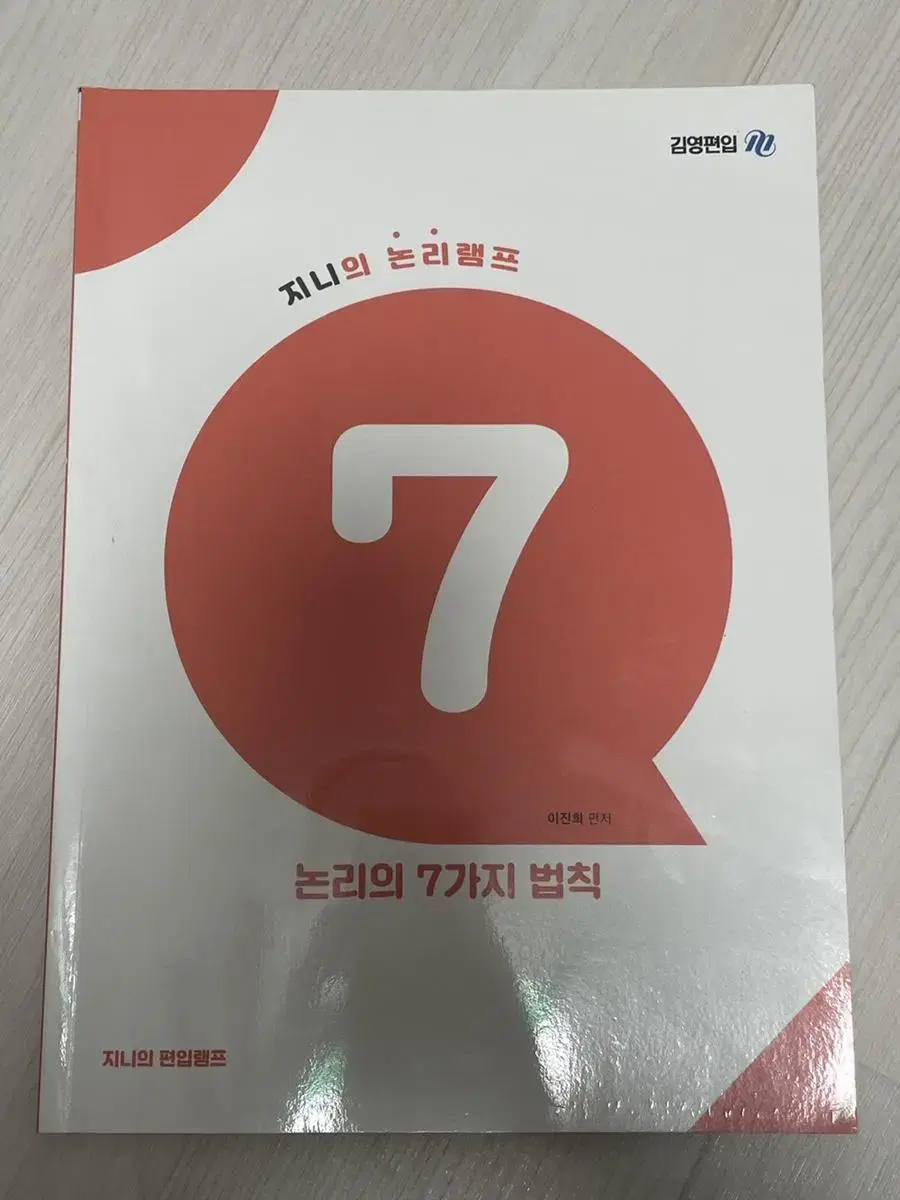 김영편입
지니의 논리램프
7
이진희 편저
논리의 7가지 법칙
지니의 편입램프